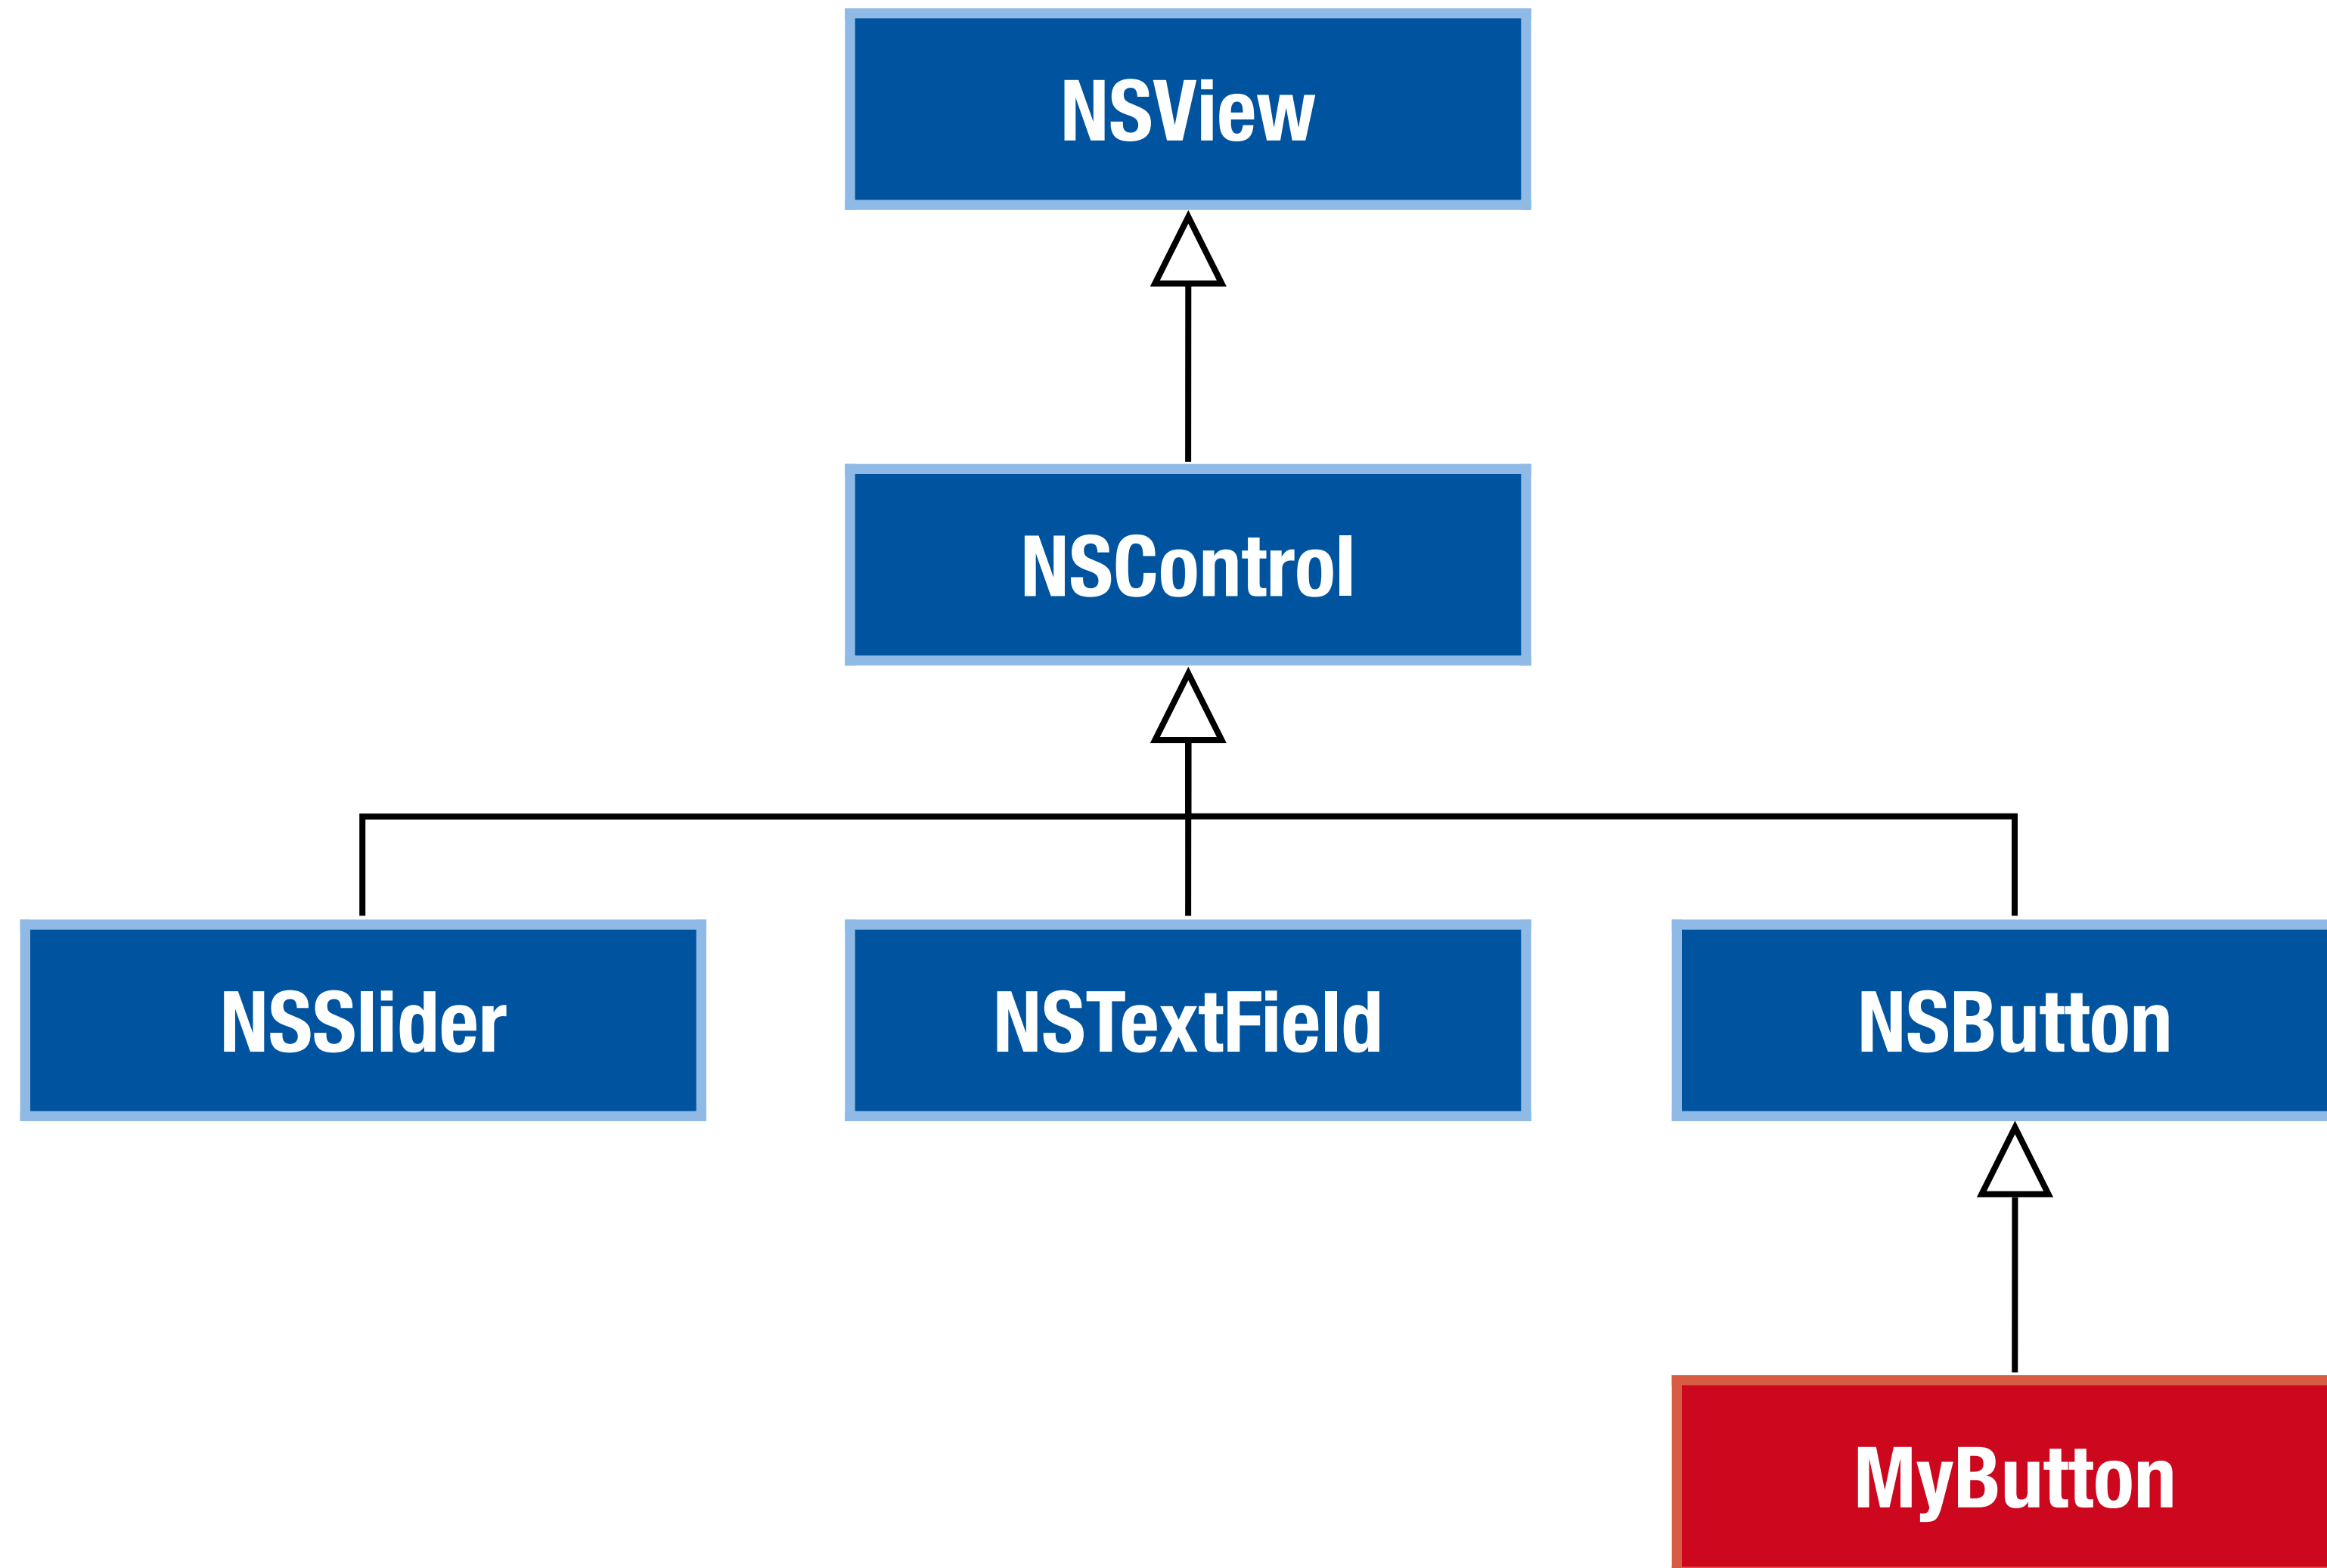 NSView
NSControl
NSSlider
NSTextField
NSButton
MyButton